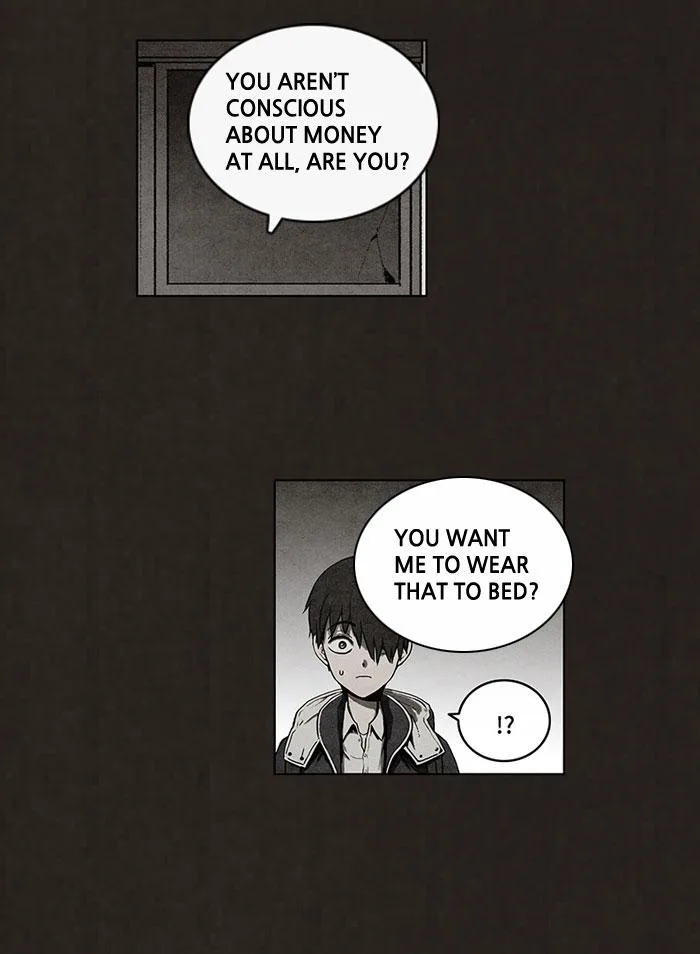 YOU AREN'T
CONSCIOUS
ABOUT MONEY
AT ALL, ARE YOU?
YOU WANT
ME TO WEAR
THAT TO BED?
!?